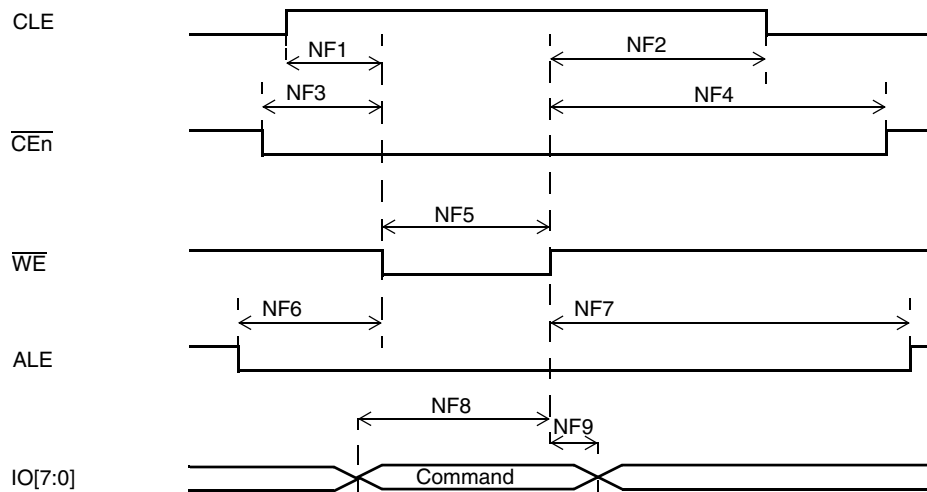 CLE
NF1
NF2
NF3
NF4
CEn
NF5
WE
NF6
NF7
ALE
NF8
NF9
IO[7:0]
Command